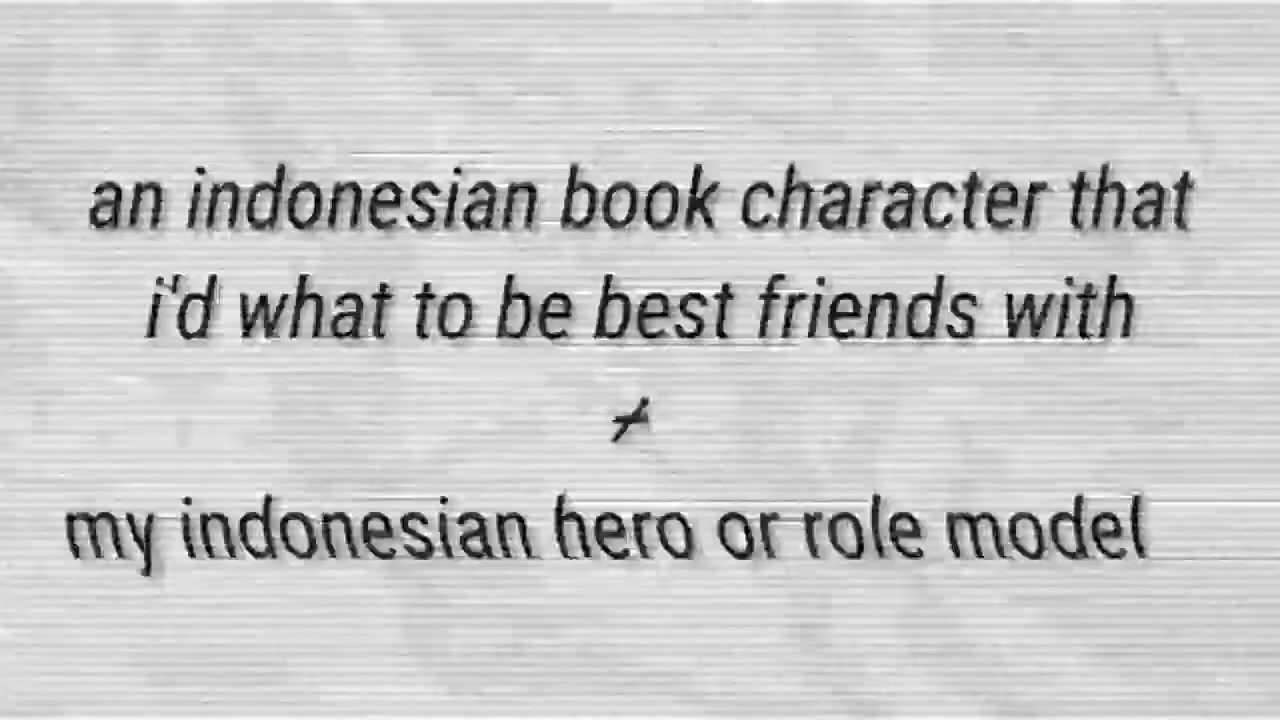 an indonesian book character that
i'd what to be best friends with
my indonesian hero or role model